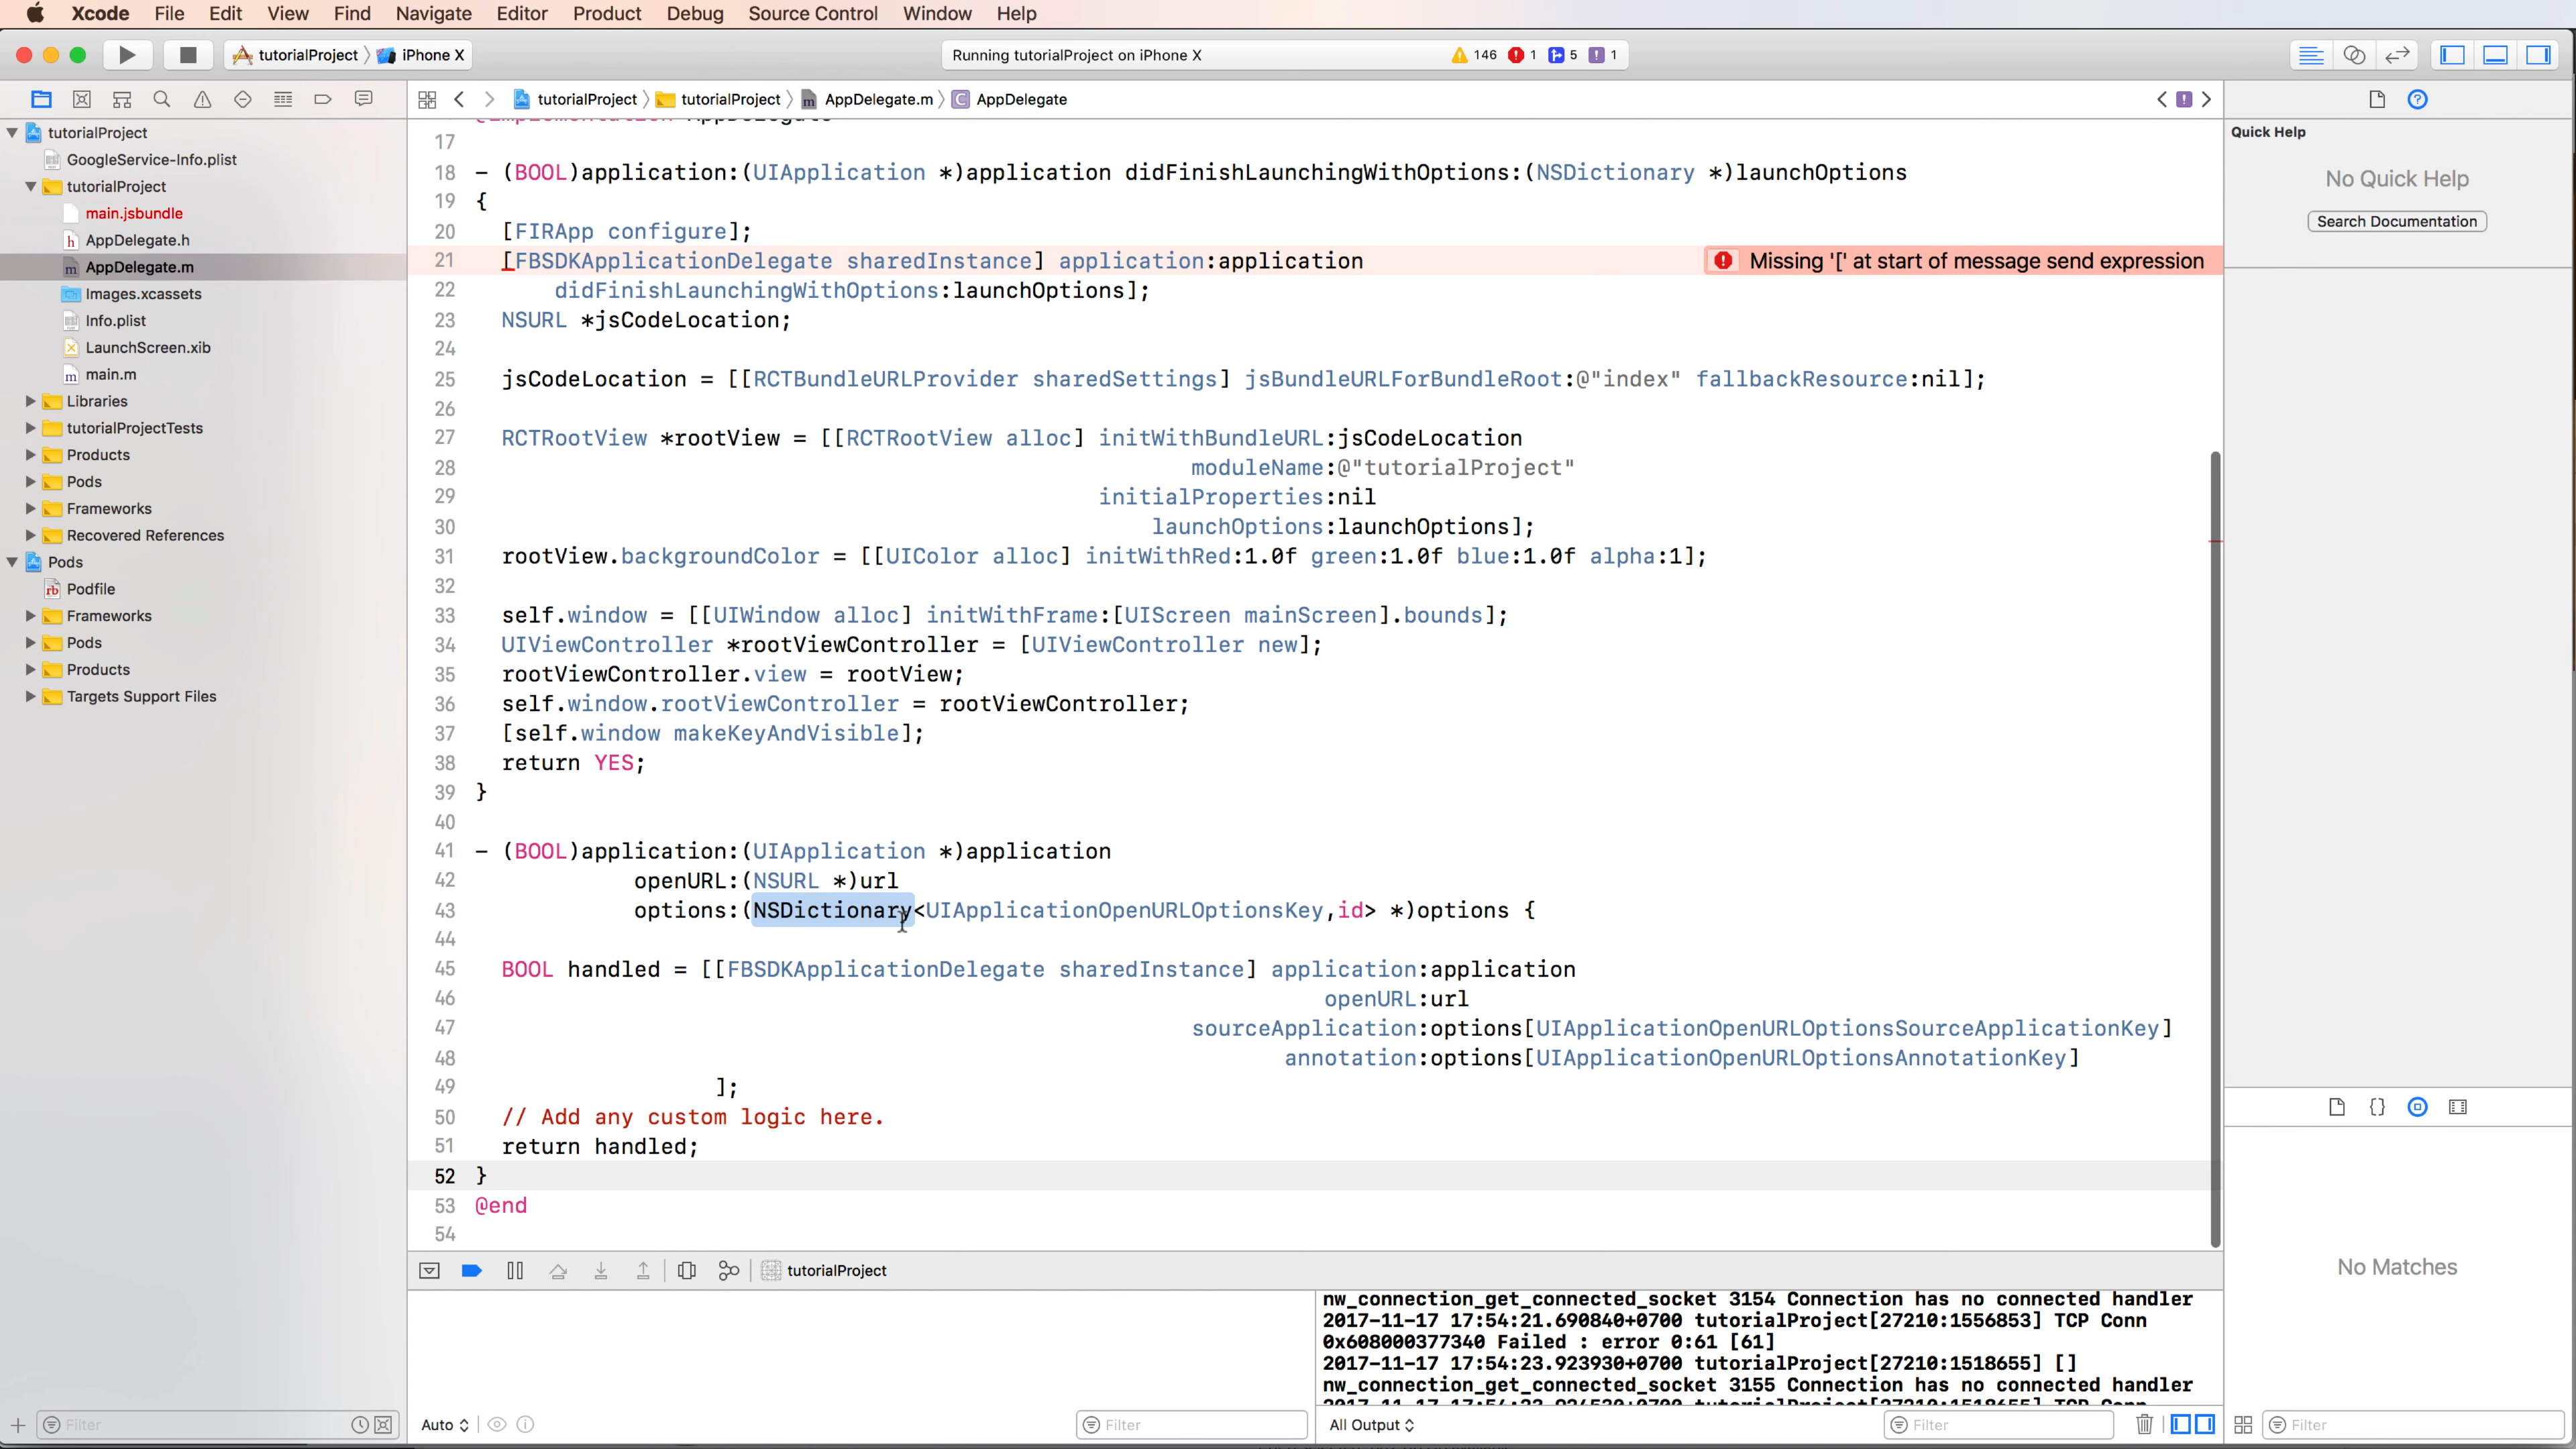 Xcode File Edit View Find Navigate Editor Product Debug Source Control Window Help
tutorialProject iPhone X
Running tutorialProject on iPhone X
146 1 5 1
tutorialProject tutorialProject AppDelegate.m AppDelegate
tutorialProject
GoogleService-Info.plist
tutorialProject
main.jsbundle
AppDelegate.h
AppDelegate.m
Images.xcassets
Info.plist
LaunchScreen.xib
main.m
Libraries
tutorialProjectTests
Products
Pods
Frameworks
Recovered References
Pods
Podfile
Frameworks
Pods
Products
Targets Support Files
Filter
@implementation AppDelegate
17
18 - (BOOL)application:(UIApplication *)application didFinishLaunchingWithOptions:(NSDictionary *)launchOptions
19 {
20 [FIRApp configure];
21 [FBSDKApplicationDelegate sharedInstance] application:application
Missing '[' at start of message send expression
22 didFinishLaunchingWithOptions:launchOptions];
23 NSURL *jsCodeLocation;
24
25 jsCodeLocation = [[RCTBundleURLProvider sharedSettings] jsBundleURLForBundleRoot:@"index" fallbackResource:nil];
26
27 RCTRootView *rootView = [[RCTRootView alloc] initWithBundleURL:jsCodeLocation
28 moduleName:@"tutorialProject"
29 initialProperties:nil
30 launchOptions:launchOptions];
31 rootView.backgroundColor = [[UIColor alloc] initWithRed:1.0f green:1.0f blue:1.0f alpha:1];
32
33 self.window = [[UIWindow alloc] initWithFrame:[UIScreen mainScreen].bounds];
34 UIViewController *rootViewController = [UIViewController new];
35 rootViewController.view = rootView;
36 self.window.rootViewController = rootViewController;
37 [self.window makeKeyAndVisible];
38 return YES;
39 }
40
41 - (BOOL)application:(UIApplication *)application
42 openURL:(NSURL *)url
43 options:(NSDictionary<UIApplicationOpenURLOptionsKey,id> *)options {
44
45 BOOL handled = [[FBSDKApplicationDelegate sharedInstance] application:application
46 openURL:url
47 sourceApplication:options[UIApplicationOpenURLOptionsSourceApplicationKey]
48 annotation:options[UIApplicationOpenURLOptionsAnnotationKey]
49 ];
50 // Add any custom logic here.
51 return handled;
52 }
53 @end
54
tutorialProject
Auto
Filter
nw_connection_get_connected_socket 3154 Connection has no connected handler
2017-11-17 17:54:21.690840+0700 tutorialProject[27210:1556853] TCP Conn
0x608000377340 Failed : error 0:61 [61]
2017-11-17 17:54:23.923930+0700 tutorialProject[27210:1518655] []
nw_connection_get_connected_socket 3155 Connection has no connected handler
All Output
Filter
Quick Help
No Quick Help
Search Documentation
No Matches
Filter